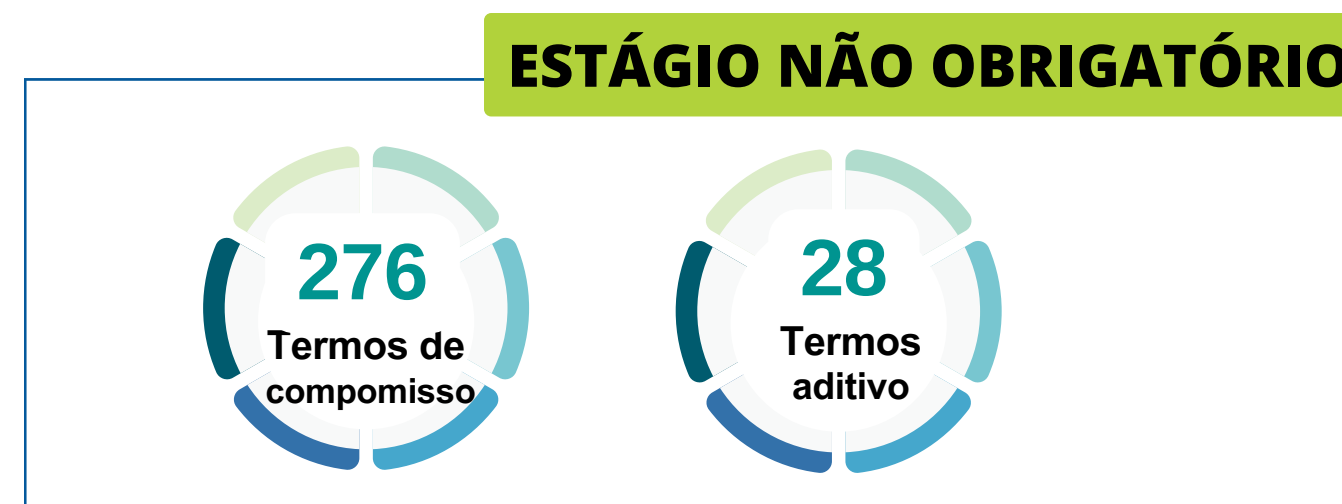 ESTÁGIO NÃO OBRIGATÓRIO
276
Termos de
compomisso
28
Termos
aditivo